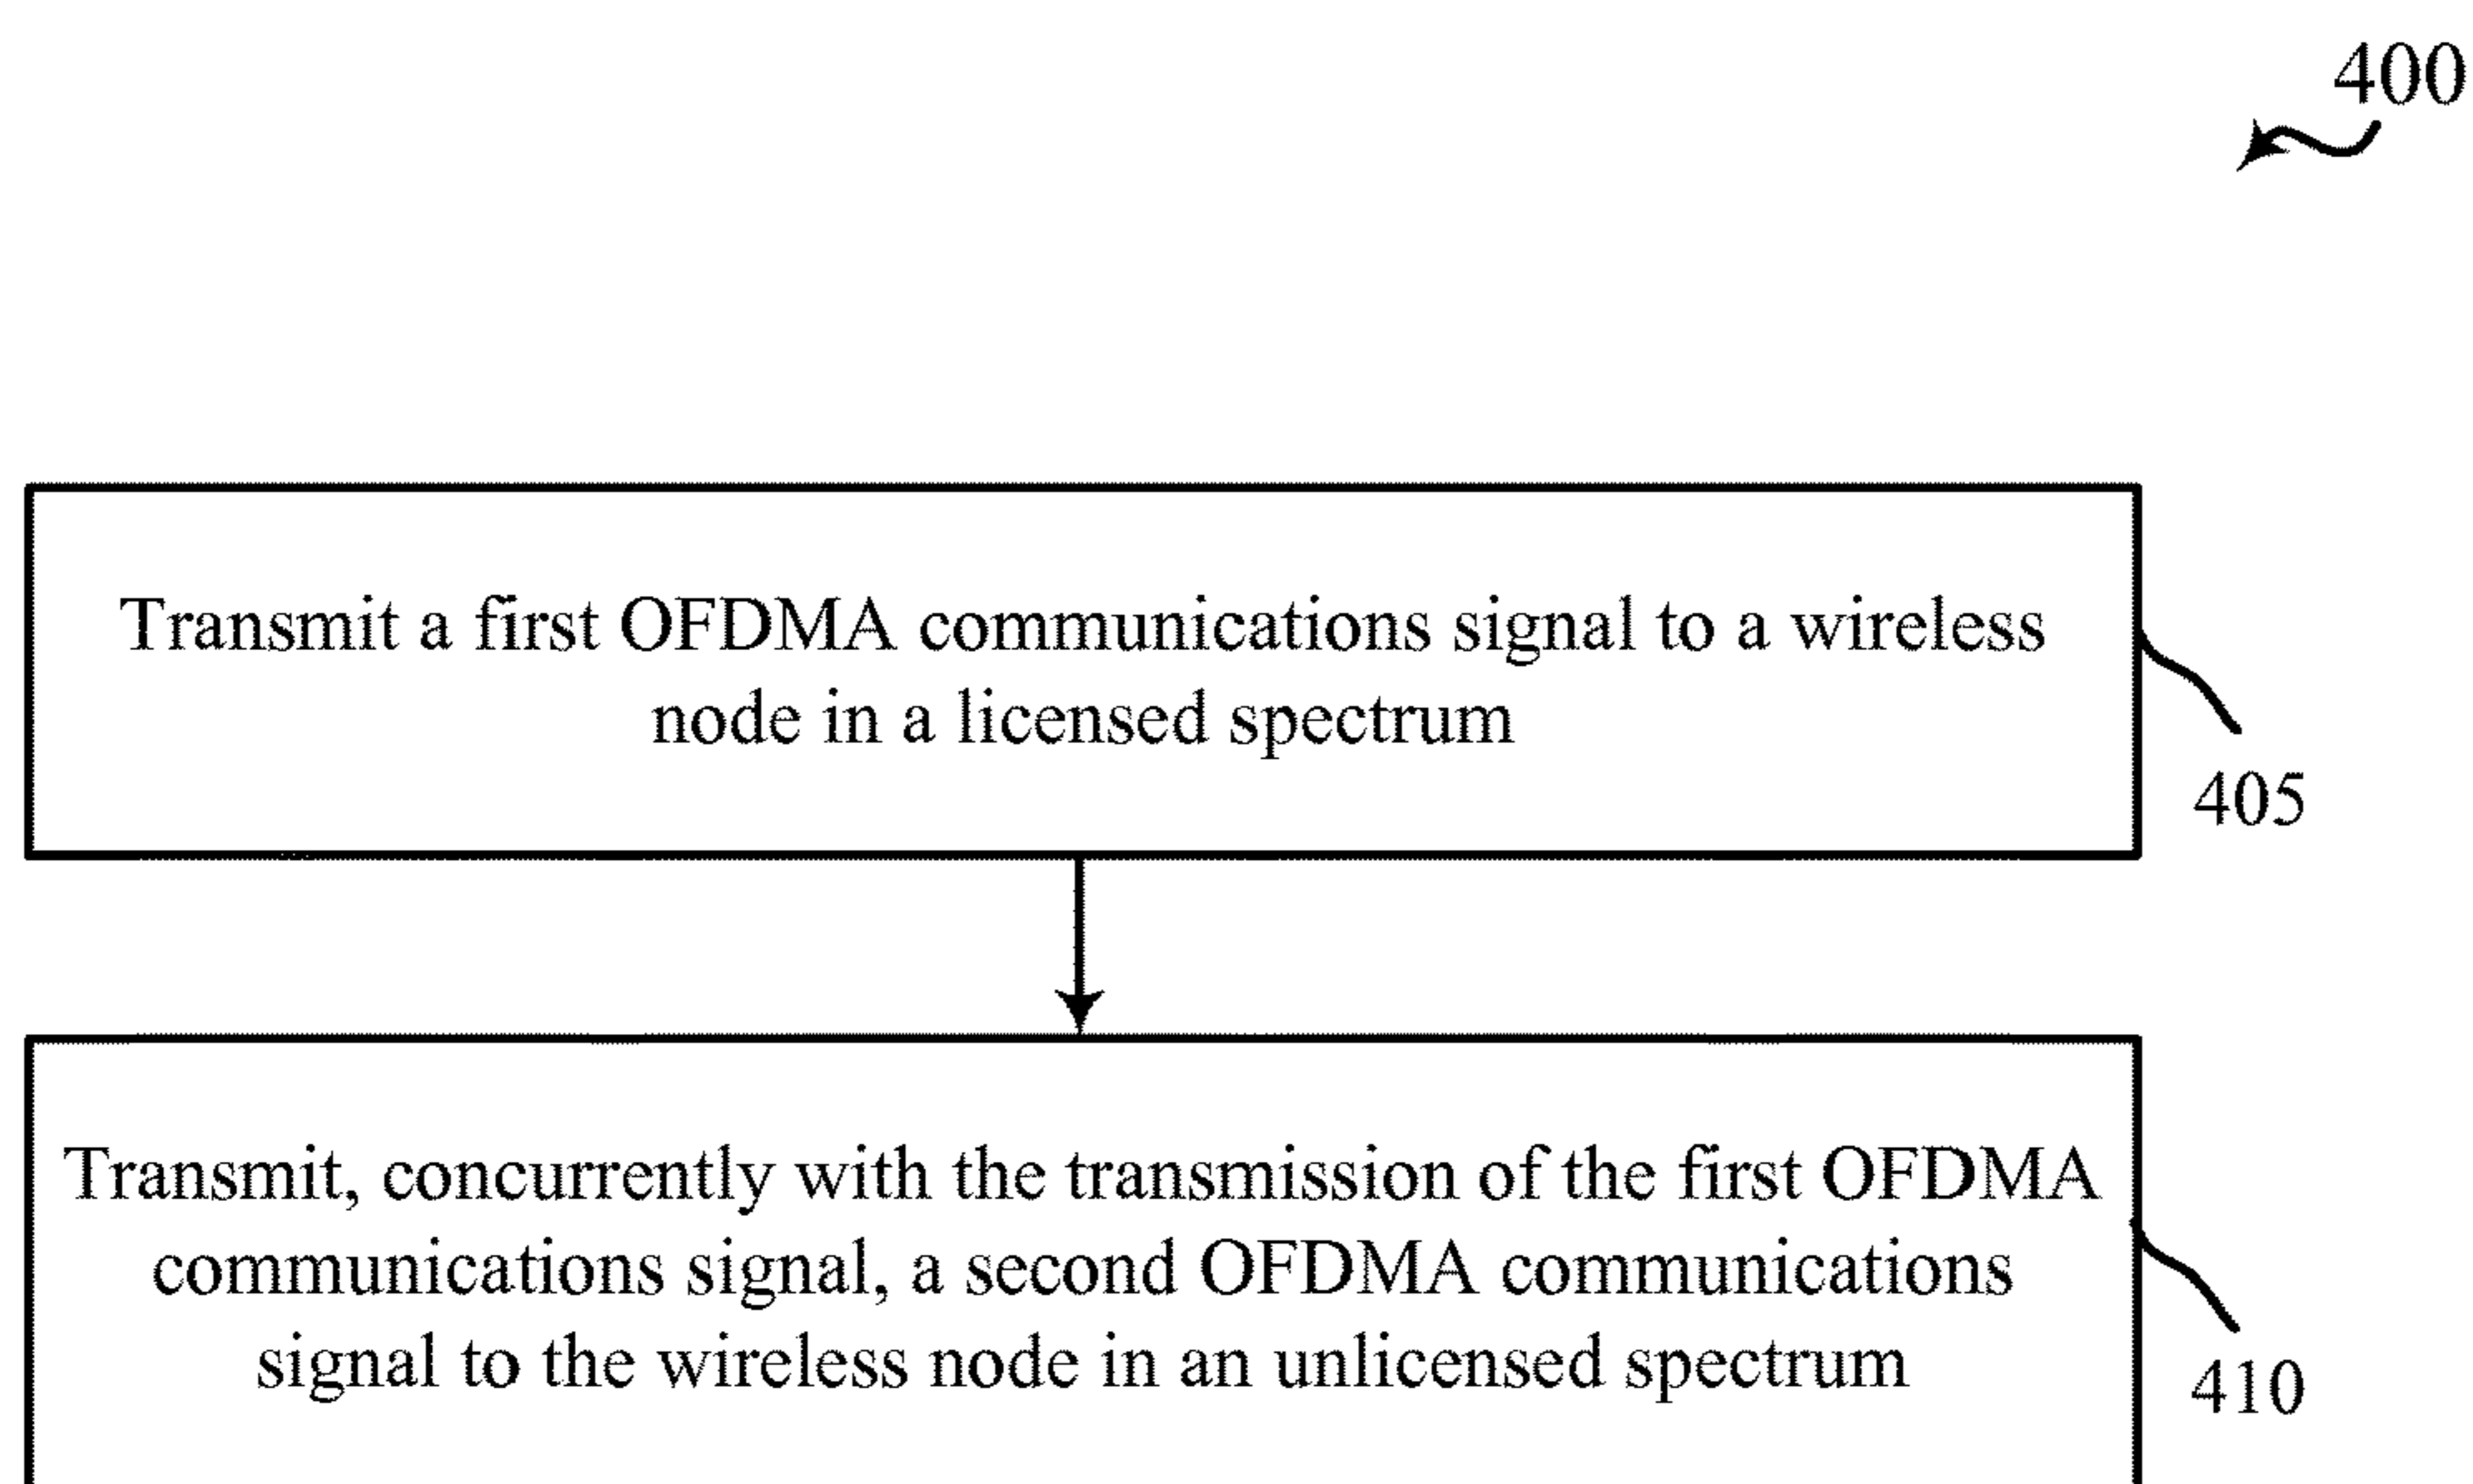 400
Transmit a first OFDMA communications signal to a wireless
node in a licensed spectrum
405
Transmit, concurrently with the transmission of the first OFDMA
communications signal, a second OFDMA communications
signal to the wireless node in an unlicensed spectrum
410